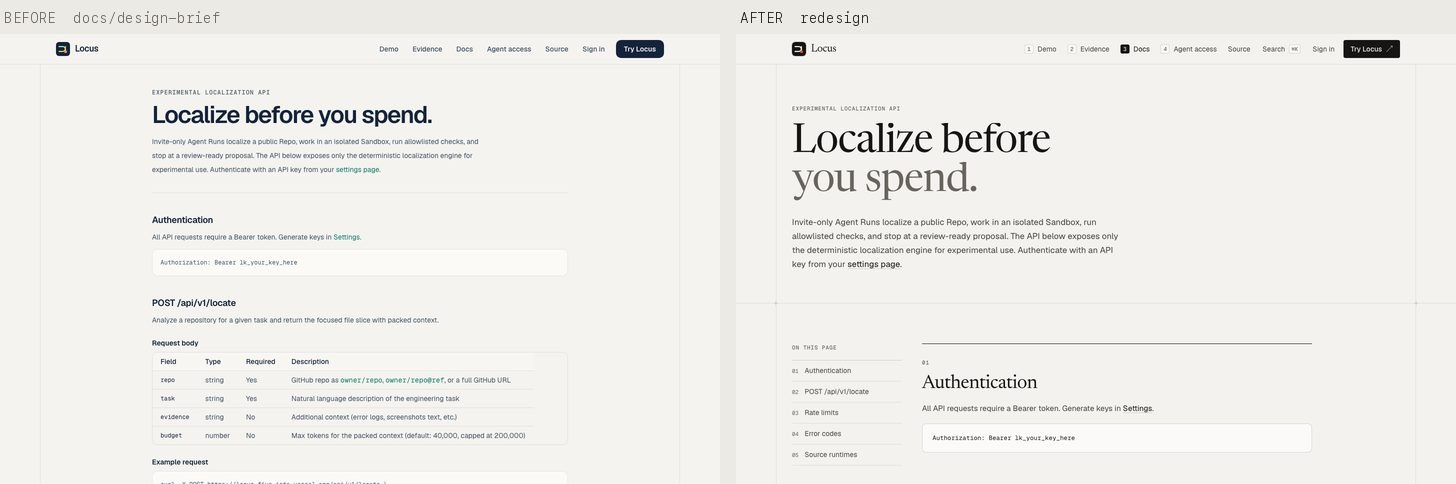 BEFORE docs/design-brief
Locus
Demo Evidence Docs Agent access Source Sign in Try Locus
EXPERIMENTAL LOCALIZATION API
Localize before you spend.
Invite-only Agent Runs localize a public Repo, work in an isolated Sandbox, run allowlisted checks, and
stop at a review-ready proposal. The API below exposes only the deterministic localization engine for
experimental use. Authenticate with an API key from your settings page.
Authentication
All API requests require a Bearer token. Generate keys in Settings.
Authorization: Bearer lk_your_key_here
POST /api/v1/locate
Analyze a repository for a given task and return the focused file slice with packed context.
Request body
Field Type Required Description
repo string Yes GitHub repo as owner/repo, owner/repo@ref, or a full GitHub URL
task string Yes Natural language description of the engineering task
evidence string No Additional context (error logs, screenshots text, etc.)
budget number No Max tokens for the packed context (default: 40,000, capped at 200,000)
Example request
AFTER redesign
Locus
1 Demo 2 Evidence 3 Docs 4 Agent access Source Search ⌘K Sign in Try Locus ↗
EXPERIMENTAL LOCALIZATION API
Localize before
you spend.
Invite-only Agent Runs localize a public Repo, work in an isolated Sandbox, run
allowlisted checks, and stop at a review-ready proposal. The API below exposes only
the deterministic localization engine for experimental use. Authenticate with an API
key from your settings page.
ON THIS PAGE
01 Authentication
02 POST /api/v1/locate
03 Rate limits
04 Error codes
05 Source runtimes
01
Authentication
All API requests require a Bearer token. Generate keys in Settings.
Authorization: Bearer lk_your_key_here